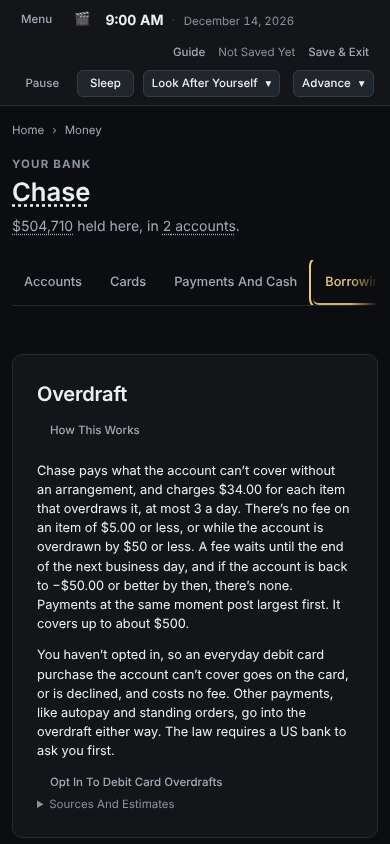 Menu 🎬 9:00 AM · December 14, 2026
Guide Not Saved Yet Save & Exit
Pause Sleep Look After Yourself ▾ Advance ▾
Home › Money
YOUR BANK
Chase
$504,710 held here, in 2 accounts.
Accounts Cards Payments And Cash
Overdraft
How This Works
Chase pays what the account can’t cover without
an arrangement, and charges $34.00 for each item
that overdraws it, at most 3 a day. There’s no fee on
an item of $5.00 or less, or while the account is
overdrawn by $50 or less. A fee waits until the end
of the next business day, and if the account is back
to −$50.00 or better by then, there’s none.
Payments at the same moment post largest first. It
covers up to about $500.
You haven’t opted in, so an everyday debit card
purchase the account can’t cover goes on the card,
or is declined, and costs no fee. Other payments,
like autopay and standing orders, go into the
overdraft either way. The law requires a US bank to
ask you first.
Opt In To Debit Card Overdrafts
▶ Sources And Estimates